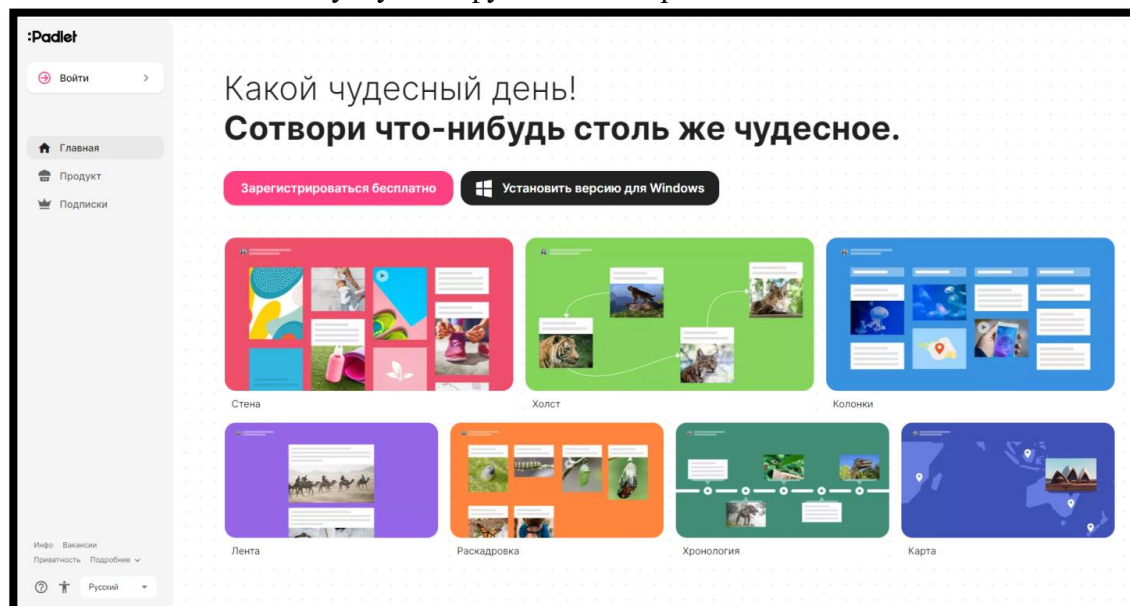 :Padlet
Войти
Главная
Продукт
Подписки
Какой чудесный день!
Сотвори что-нибудь столь же чудесное.
Зарегистрироваться бесплатно
Установить версию для Windows
Стена
Холст
Колонки
Лента
Раскадровка
Хронология
Карта
Инфо Вакансии
Приватность Подробнее
Русский